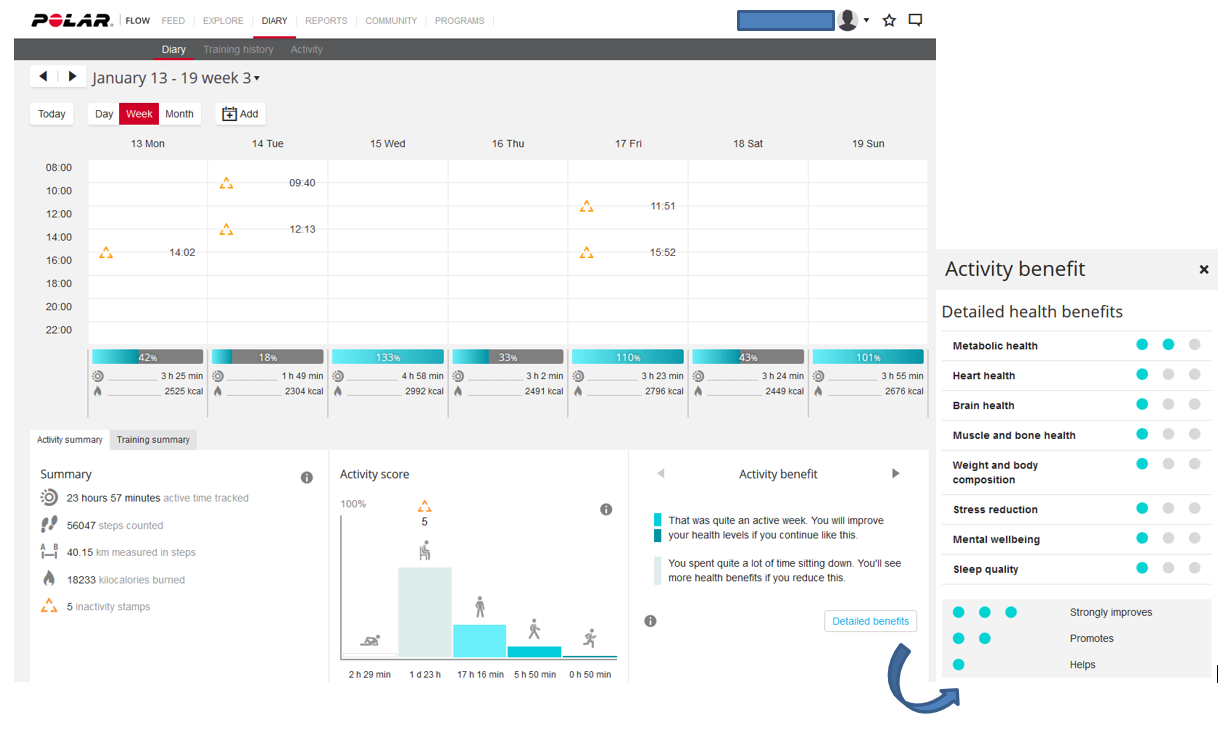 POLAR. FLOW FEED EXPLORE DIARY REPORTS COMMUNITY PROGRAMS
Diary Training history Activity
January 13 - 19 week 3
Today Day Week Month Add
13 Mon 14 Tue 15 Wed 16 Thu 17 Fri 18 Sat 19 Sun
08:00
09:40
10:00
11:51
12:00
12:13
14:00
14:02 15:52
16:00
18:00
20:00
22:00
42% 18% 133% 33% 110% 43% 101%
3 h 25 min 1 h 49 min 4 h 58 min 3 h 2 min 3 h 23 min 3 h 24 min 3 h 55 min
2525 kcal 2304 kcal 2992 kcal 2491 kcal 2796 kcal 2449 kcal 2676 kcal
Activity summary Training summary
Summary
23 hours 57 minutes active time tracked
56047 steps counted
A B
40.15 km measured in steps
18233 kilocalories burned
5 inactivity stamps
Activity score
100%
5
2 h 29 min 1 d 23 h 17 h 16 min 5 h 50 min 0 h 50 min
Activity benefit
That was quite an active week. You will improve
your health levels if you continue like this.
You spent quite a lot of time sitting down. You'll see
more health benefits if you reduce this.
Detailed benefits
Activity benefit
Detailed health benefits
Metabolic health
Heart health
Brain health
Muscle and bone health
Weight and body
composition
Stress reduction
Mental wellbeing
Sleep quality
Strongly improves
Promotes
Helps